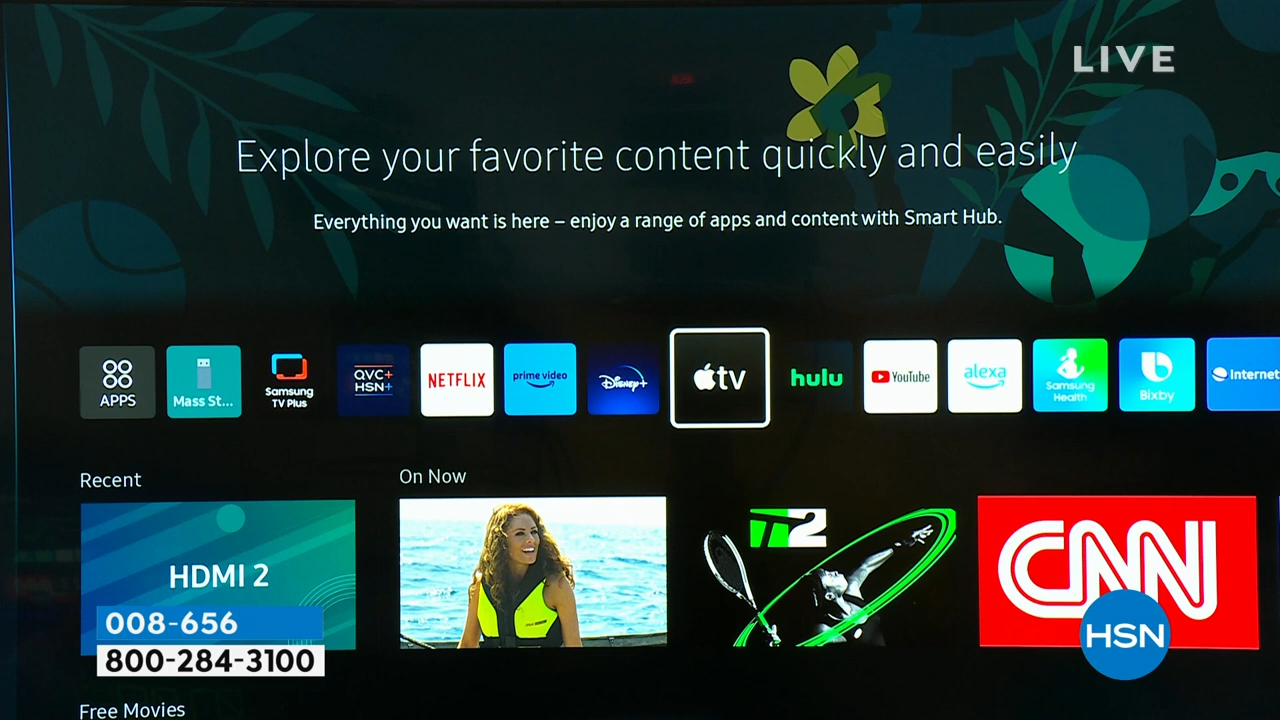 LIVE
Explore your favorite content quickly and easily
Everything you want is here – enjoy a range of apps and content with Smart Hub.
APPS
Mass St...
Samsung
TV Plus
QVC+
HSN+
NETFLIX
prime video
Disney+
tv
hulu
YouTube
alexa
Samsung
Health
Bixby
Internet
Recent
On Now
HDMI 2
T2
CNN
008-656
800-284-3100
HSN
Free Movies